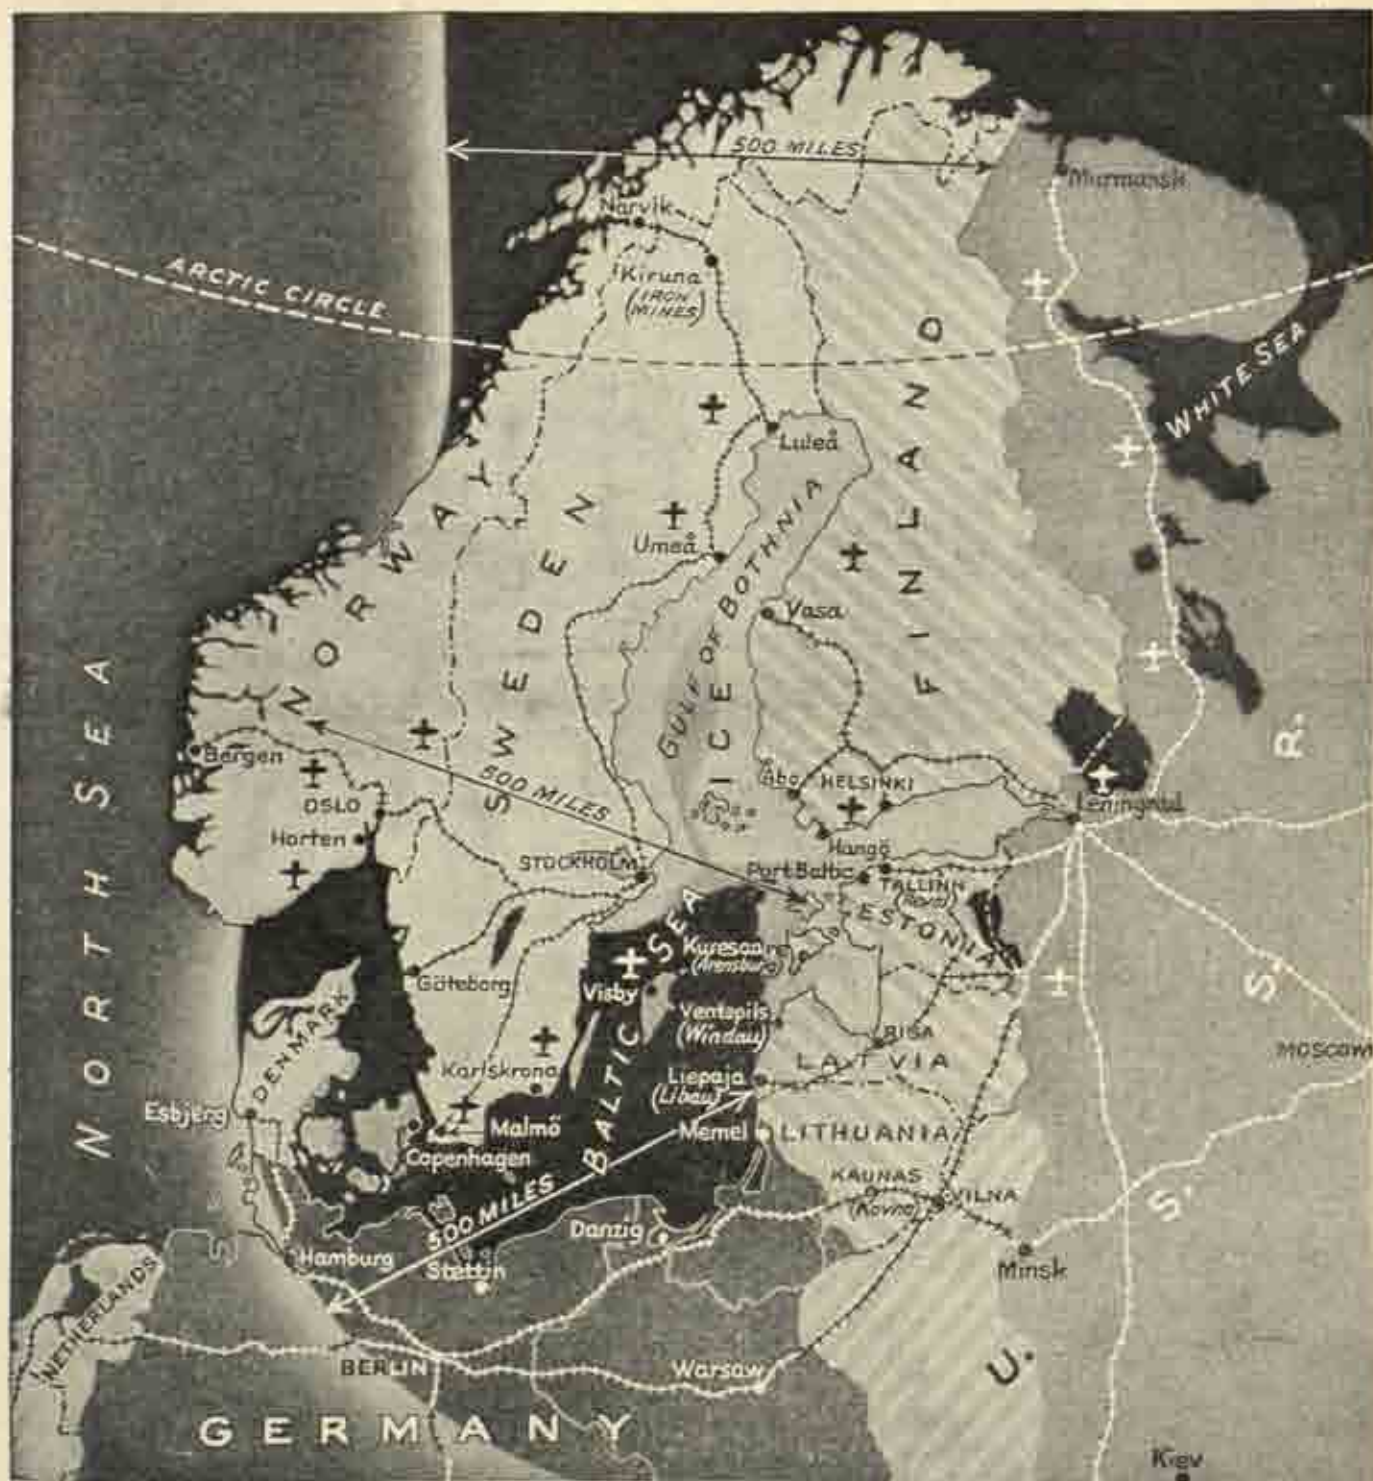 500 MILES
Murmansk
Narvik
ARCTIC CIRCLE
Kiruna
(IRON
MINES)
WHITE SEA
Luleå
NORWAY
SWEDEN
FINLAND
Umeå
GULF OF BOTHNIA
ICE
Vasa
NORTH SEA
Bergen
500 MILES
OSLO
Horten
STOCKHOLM
Åbo
HELSINKI
Hangö
Leningrad
Port Baltic
TALLINN
(Reval)
ESTONIA
Kuresaare
(Arensburg)
Göteborg
Visby
BALTIC SEA
Ventspils
(Windau)
RIGA
LATVIA
DENMARK
Karlskrona
Liepaja
(Libau)
MOSCOW
Esbjerg
Malmö
Copenhagen
Memel
LITHUANIA
KAUNAS
(Kovno)
VILNA
500 MILES
Danzig
Hamburg
Stettin
Minsk
NETHERLANDS
BERLIN
Warsaw
GERMANY
U. S. S. R.
Kiev